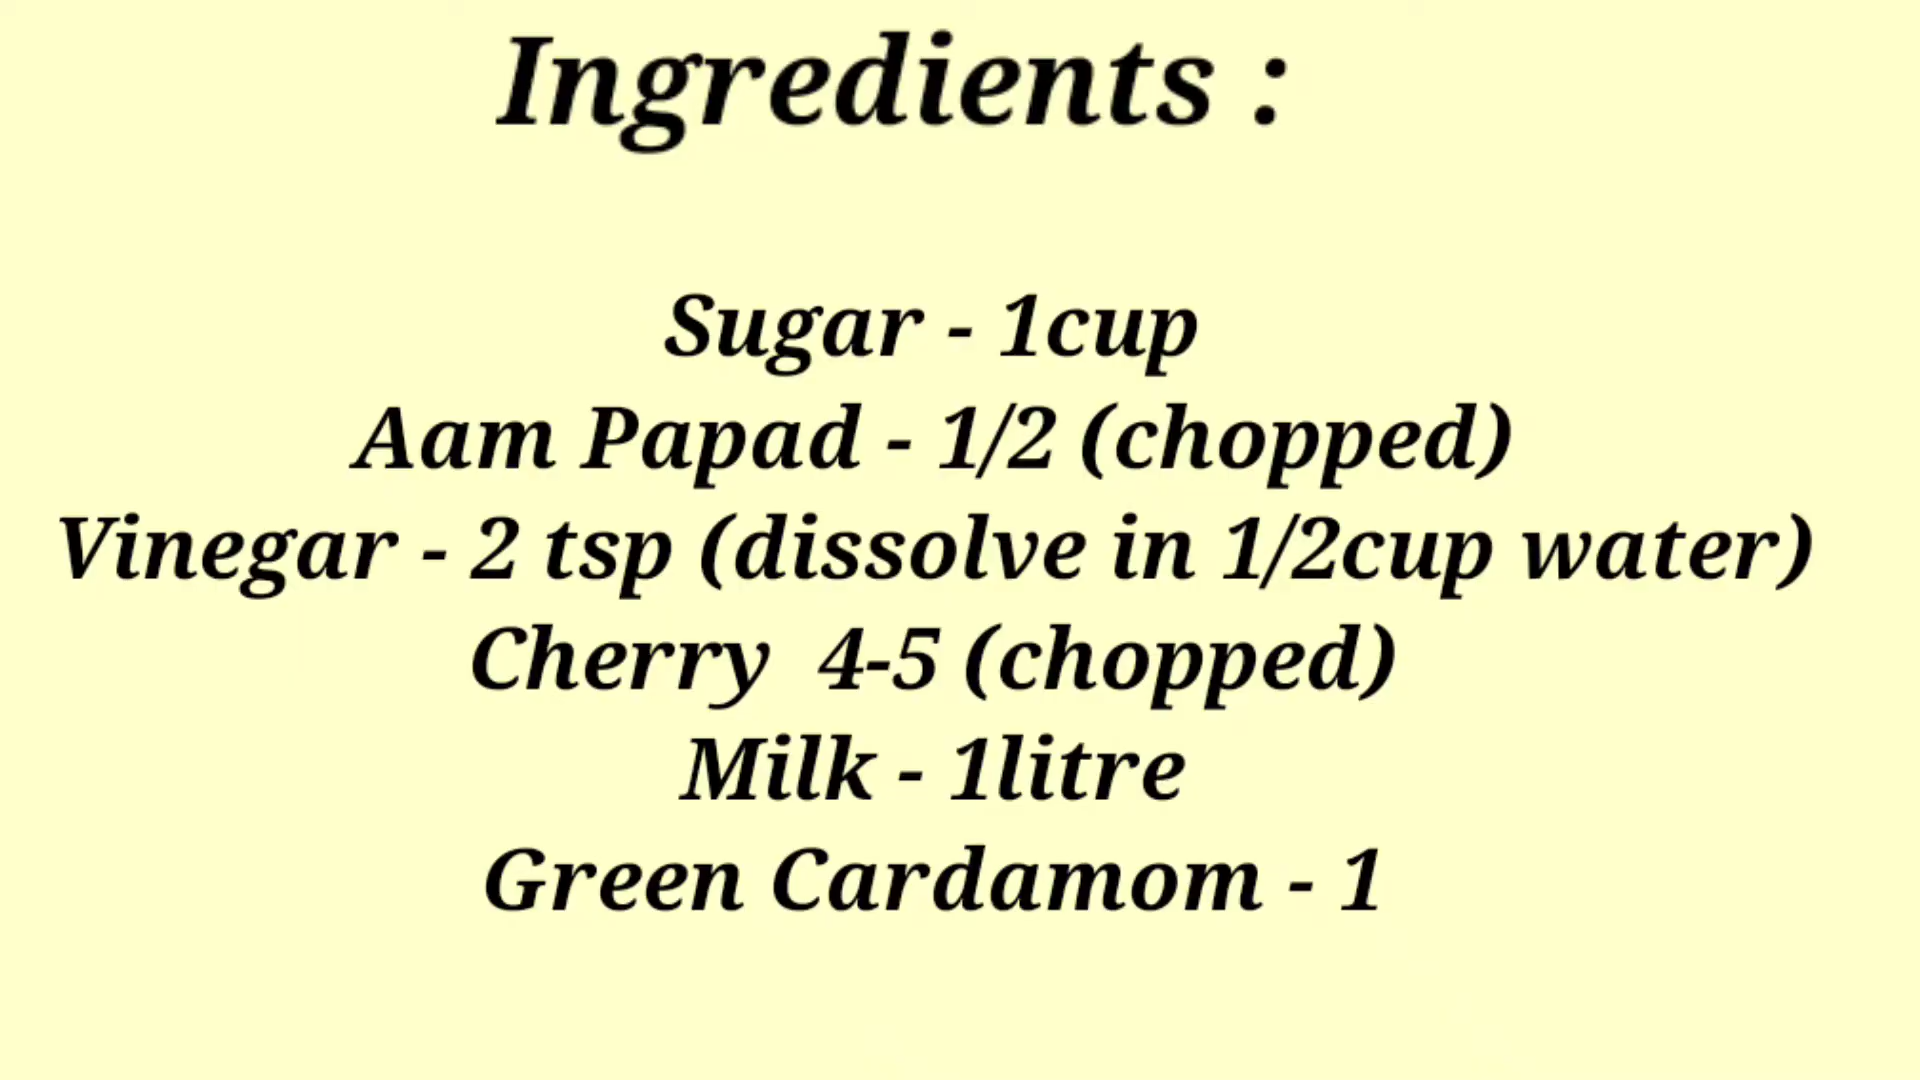 Ingredients :
Sugar - 1cup
Aam Papad - 1/2 (chopped)
Vinegar - 2 tsp (dissolve in 1/2cup water)
Cherry  4-5 (chopped)
Milk - 1litre
Green Cardamom - 1